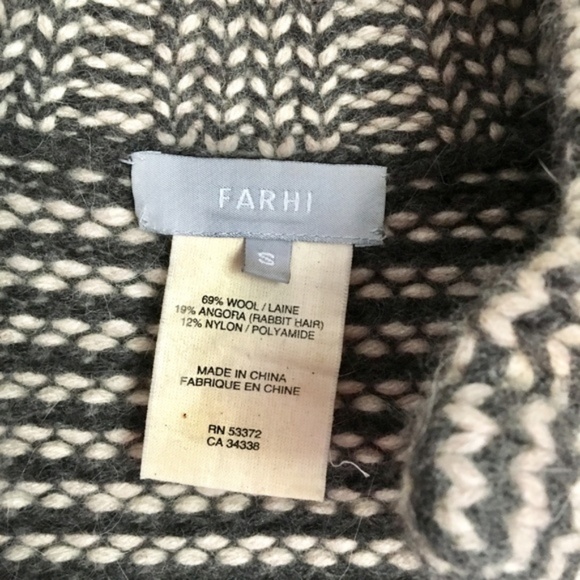 FARHI
S
69% WOOL / LAINE
19% ANGORA (RABBIT HAIR)
12% NYLON / POLYAMIDE
MADE IN CHINA
FABRIQUE EN CHINE
RN 53372
CA 34338